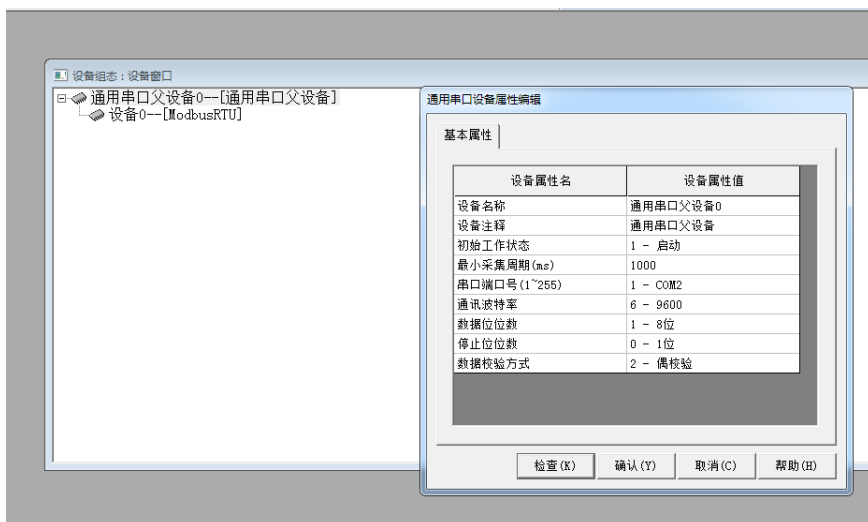 设备组态:设备窗口
通用串口父设备0--[通用串口父设备]
设备0--[ModbusRTU]
通用串口设备属性编辑
基本属性
设备属性名 设备属性值
设备名称 通用串口父设备0
设备注释 通用串口父设备
初始工作状态 1 - 启动
最小采集周期(ms) 1000
串口端口号(1~255) 1 - COM2
通讯波特率 6 - 9600
数据位位数 1 - 8位
停止位位数 0 - 1位
数据校验方式 2 - 偶校验
检查(K) 确认(Y) 取消(C) 帮助(H)